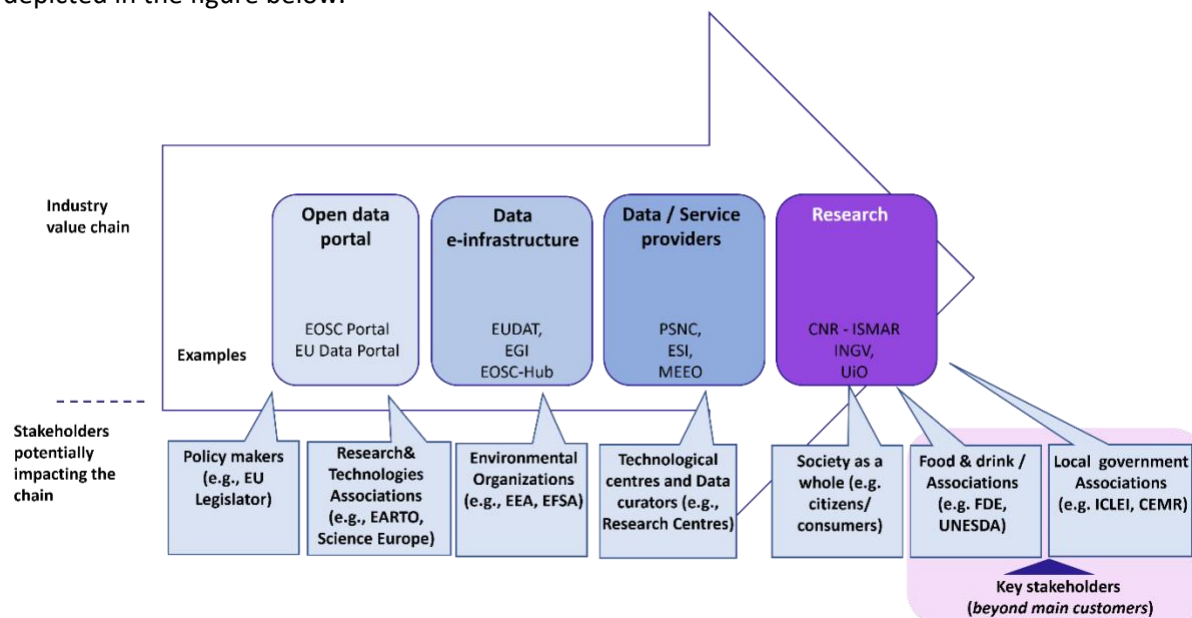 depicted in the figure below.
Industry
value chain
Open data
portal
Data
e-infrastructure
Data / Service
providers
Research
Examples
EOSC Portal
EU Data Portal
EUDAT,
EGI
EOSC-Hub
PSNC,
ESI,
MEEO
CNR - ISMAR
INGV,
UiO
Stakeholders
potentially
impacting the
chain
Policy makers
(e.g., EU
Legislator)
Research&
Technologies
Associations
(e.g., EARTO,
Science Europe)
Environmental
Organizations
(e.g., EEA, EFSA)
Technological
centres and Data
curators (e.g.,
Research Centres)
Society as a
whole (e.g.
citizens/
consumers)
Food & drink /
Associations
(e.g. FDE,
UNESDA)
Local government
Associations
(e.g. ICLEI, CEMR)
Key stakeholders
(beyond main customers)